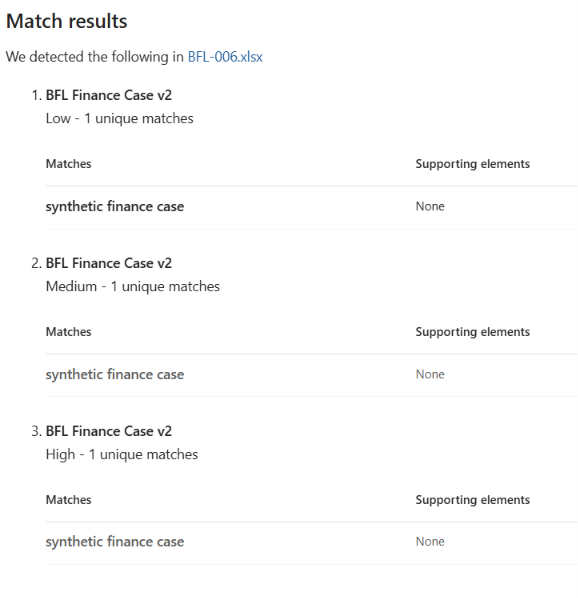 Match results
We detected the following in BFL-006.xlsx
1. BFL Finance Case v2
Low - 1 unique matches
Matches Supporting elements
synthetic finance case None
2. BFL Finance Case v2
Medium - 1 unique matches
Matches Supporting elements
synthetic finance case None
3. BFL Finance Case v2
High - 1 unique matches
Matches Supporting elements
synthetic finance case None